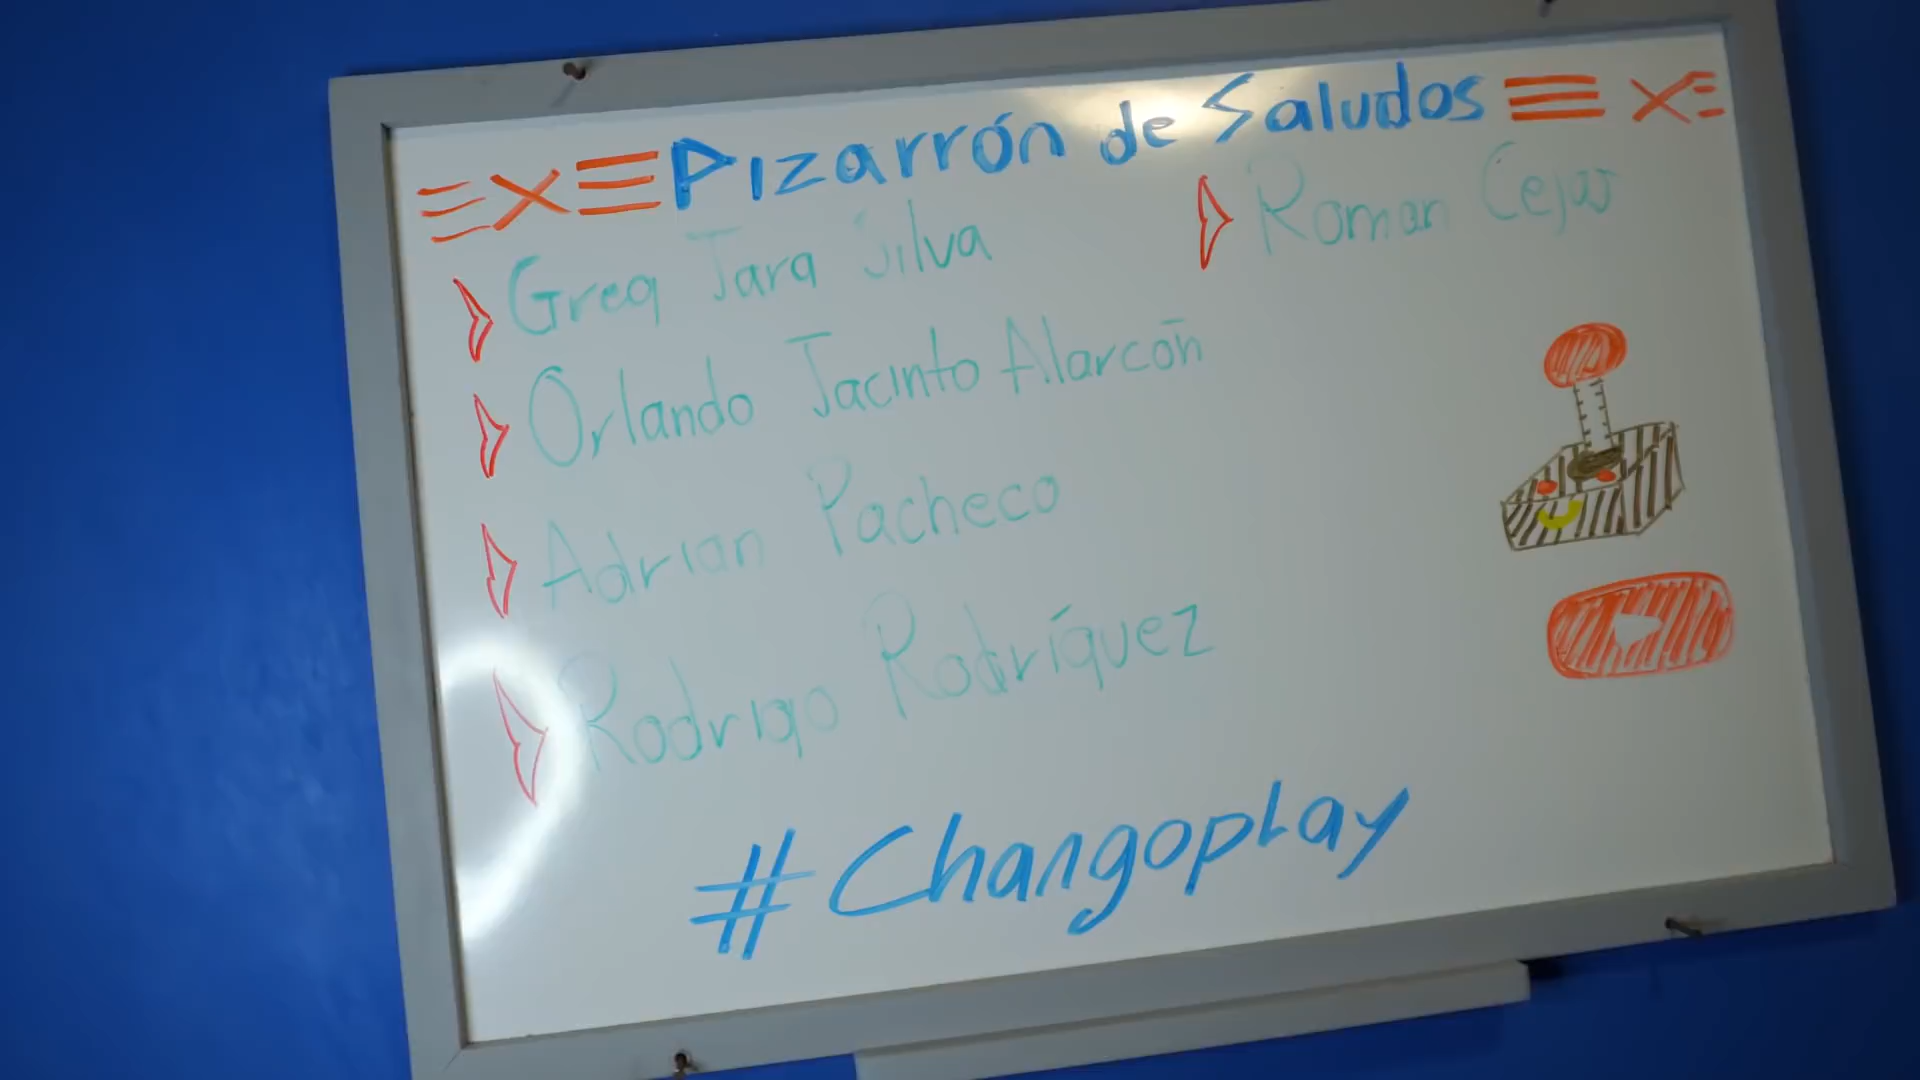 Pizarrón de Saludos
Greg Jara Silva
Orlando Jacinto Alarcón
Adrian Pacheco
Rodrigo Rodríguez
Roman Cejas
#Changoplay